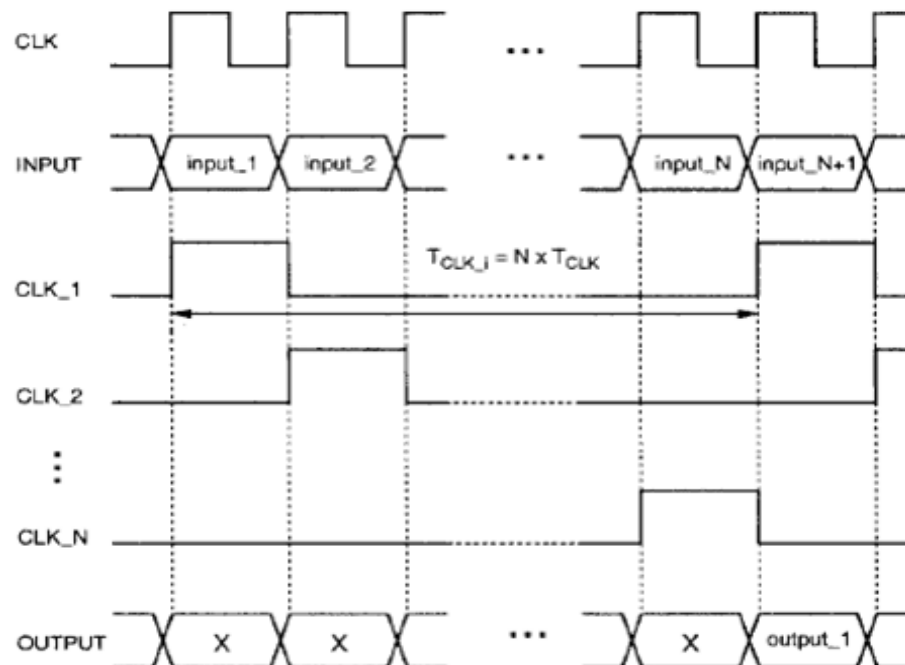 CLK
...
INPUT input_1 input_2 ... input_N input_N+1
CLK_1 T_CLK_i = N x T_CLK
CLK_2
...
CLK_N
OUTPUT X X ... X output_1